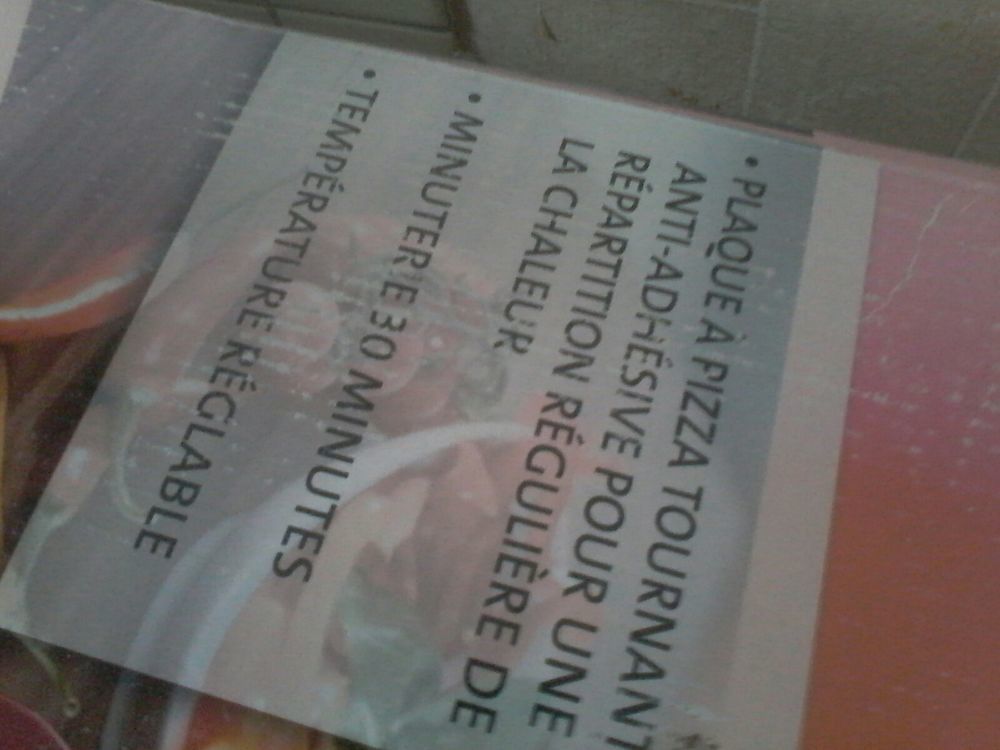 • PLAQUE À PIZZA TOURNANT
ANTI-ADHÉSIVE POUR UNE
RÉPARTITION RÉGULIÈRE DE
LA CHALEUR
• MINUTERIE 30 MINUTES
• TEMPÉRATURE RÉGLABLE